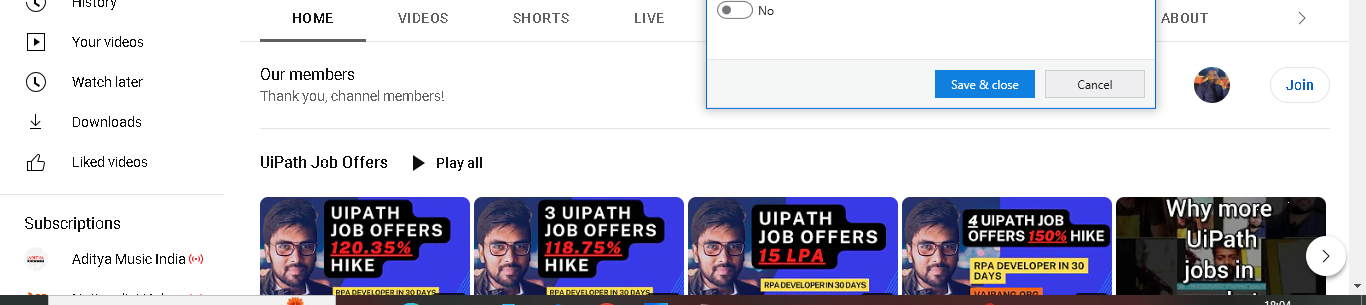 History
HOME VIDEOS SHORTS LIVE ABOUT
No
Your videos
Watch later
Downloads
Liked videos
Our members
Thank you, channel members!
Save & close Cancel
Join
UiPath Job Offers Play all
Subscriptions
Aditya Music India
UIPATH
JOB OFFERS
120.35%
HIKE
RPA DEVELOPER IN 30 DAYS
3 UIPATH
JOB OFFERS
118.75%
HIKE
RPA DEVELOPER IN 30 DAYS
UIPATH
JOB OFFERS
15 LPA
RPA DEVELOPER IN 30 DAYS
4 UIPATH JOB
OFFERS 150% HIKE
RPA DEVELOPER IN 30
DAYS
Why more
UiPath
jobs in